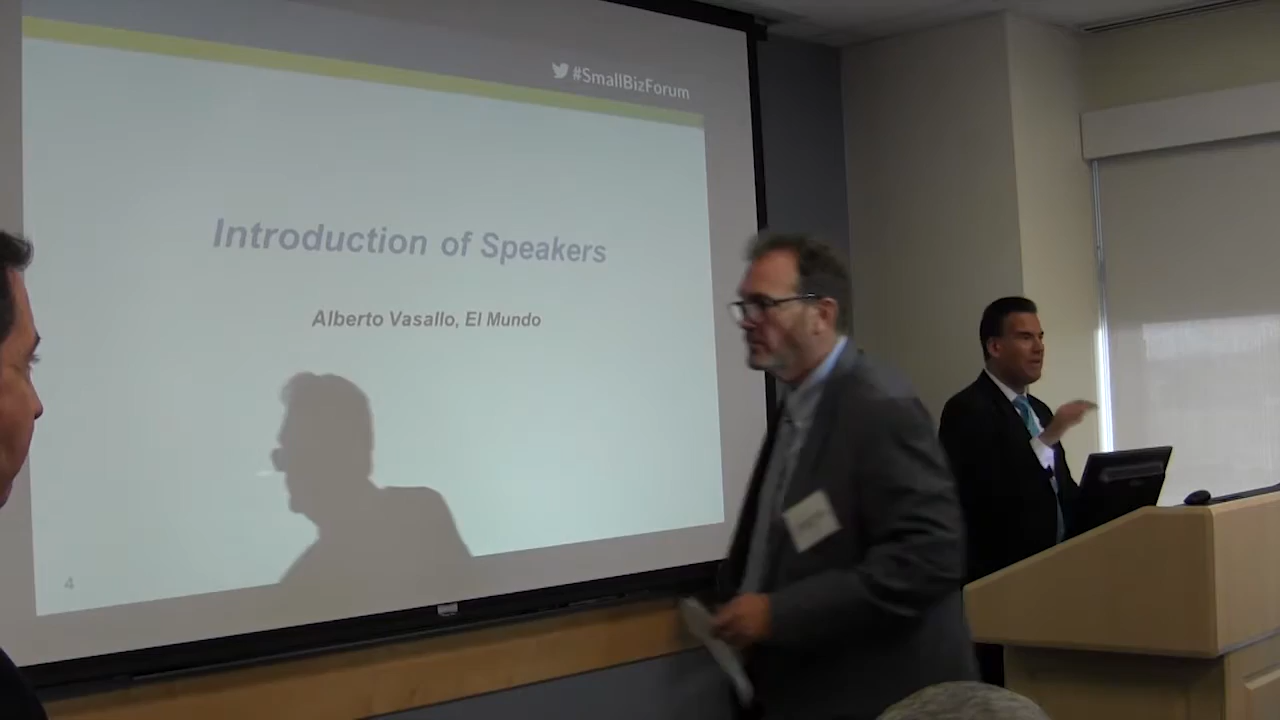 #SmallBizForum
Introduction of Speakers
Alberto Vasallo, El Mundo
4